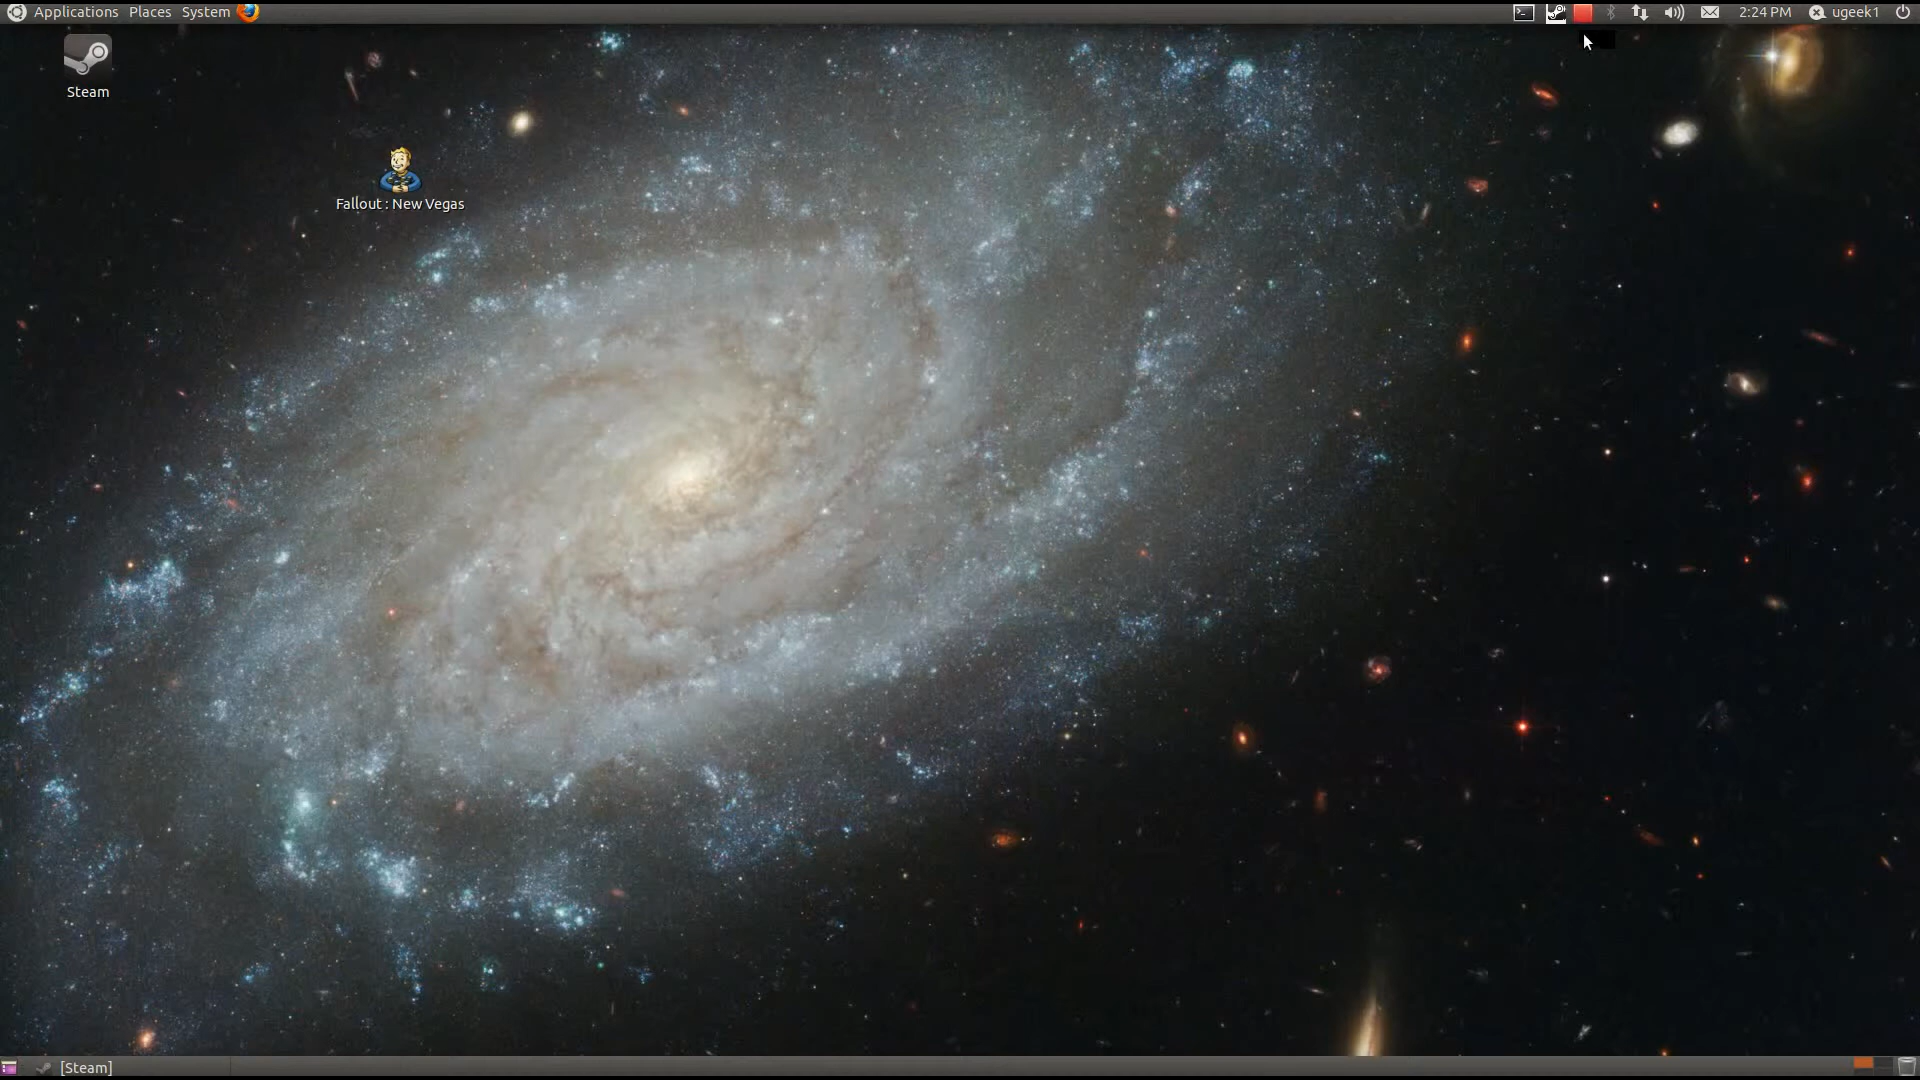 Applications Places System 2:24 PM ugeek1
Steam
Fallout : New Vegas
[Steam]